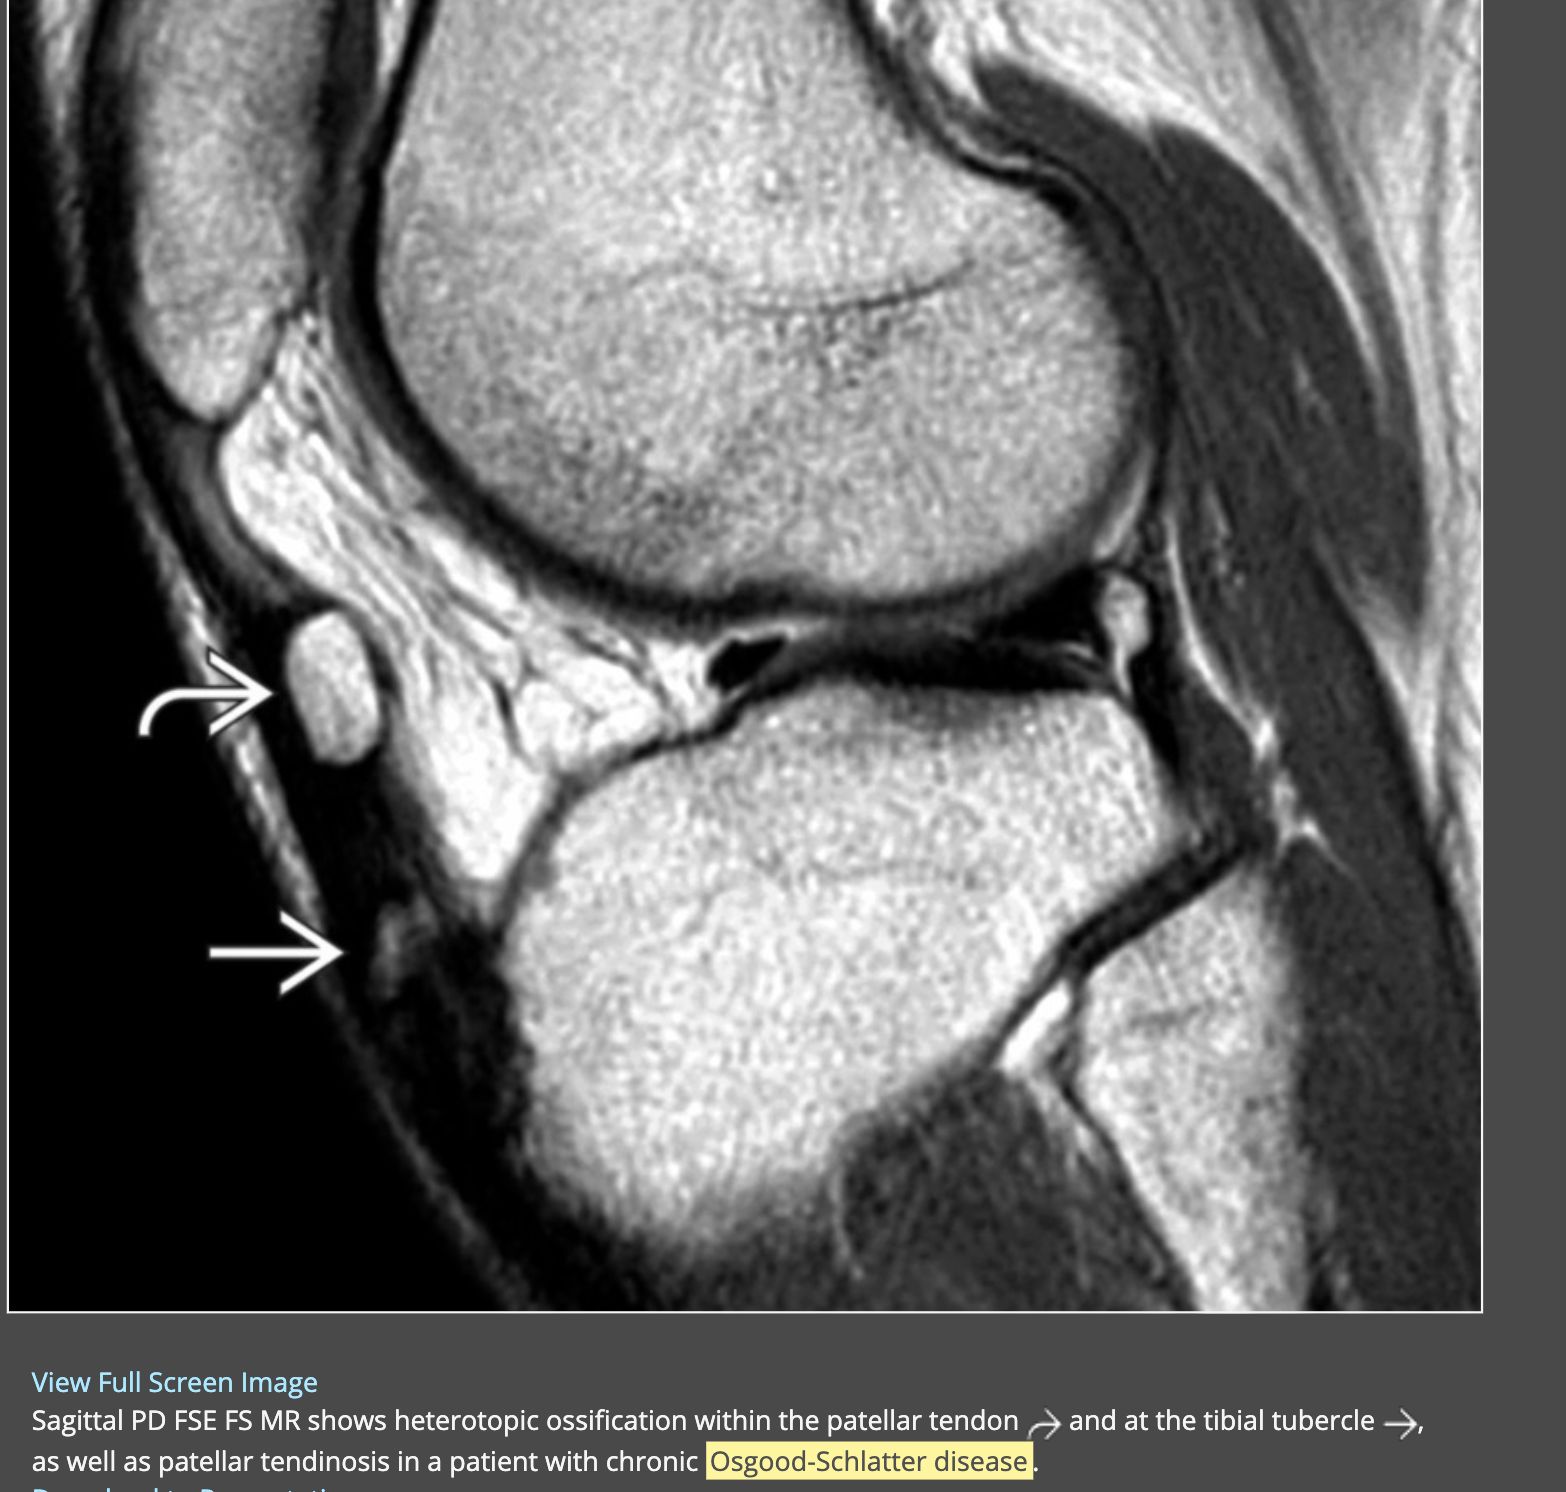 View Full Screen Image
Sagittal PD FSE FS MR shows heterotopic ossification within the patellar tendon and at the tibial tubercle ,
as well as patellar tendinosis in a patient with chronic Osgood-Schlatter disease.